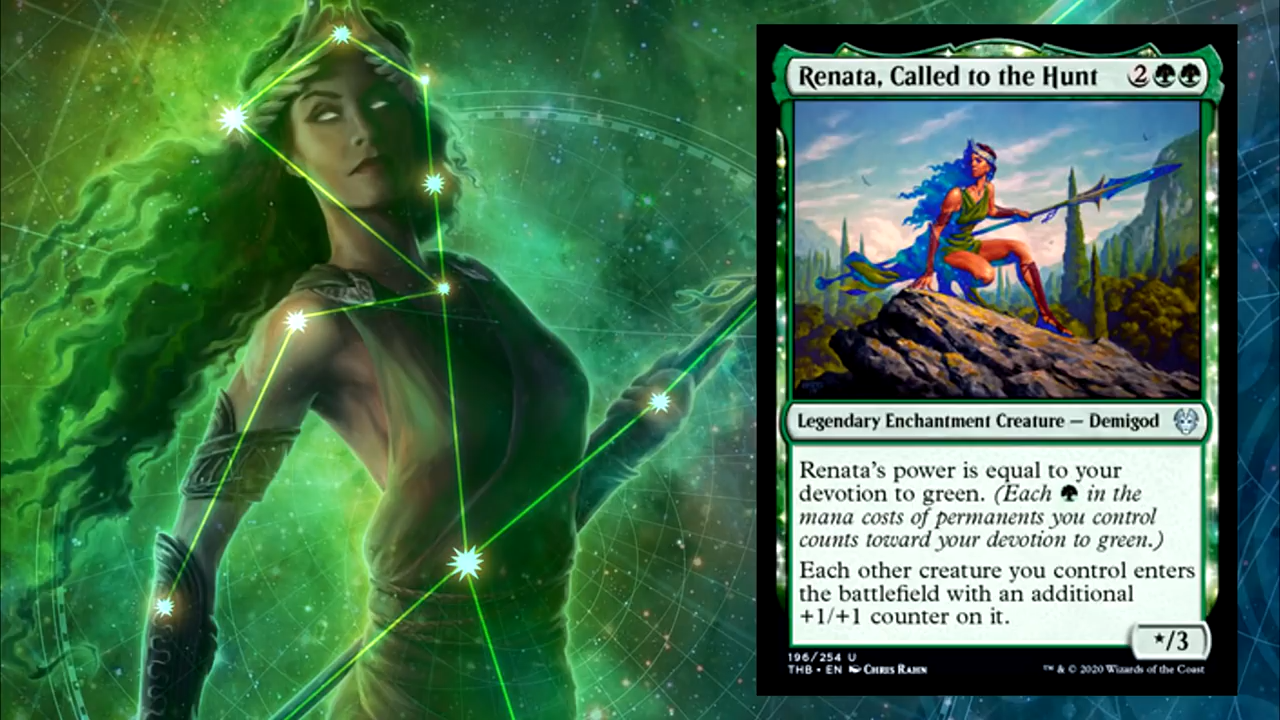 Renata, Called to the Hunt 2
Legendary Enchantment Creature — Demigod
Renata's power is equal to your
devotion to green. (Each in the
mana costs of permanents you control
counts toward your devotion to green.)
Each other creature you control enters
the battlefield with an additional
+1/+1 counter on it.
*/3
196/254 U
THB • EN Chris Rahn
™ & © 2020 Wizards of the Coast